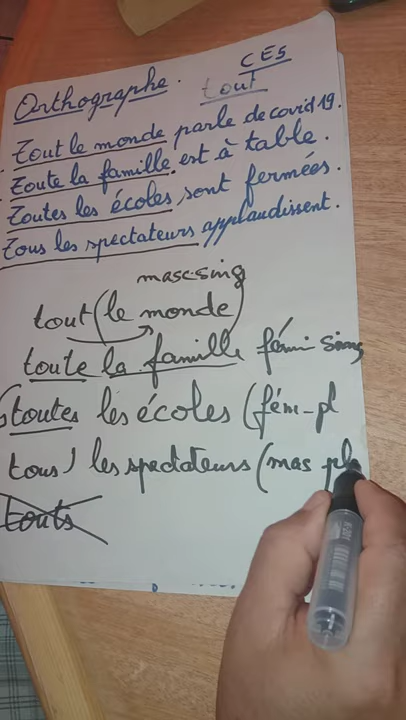 Orthographe. CE5
tout
Tout le monde parle de covid 19.
Toute la famille est à table.
Toutes les écoles sont fermées.
Tous les spectateurs applaudissent.
masc sing
tout (le monde)
toute la famille fémi sing
toutes les écoles (fém-pl
tous) les spectateurs (mas pl
touts